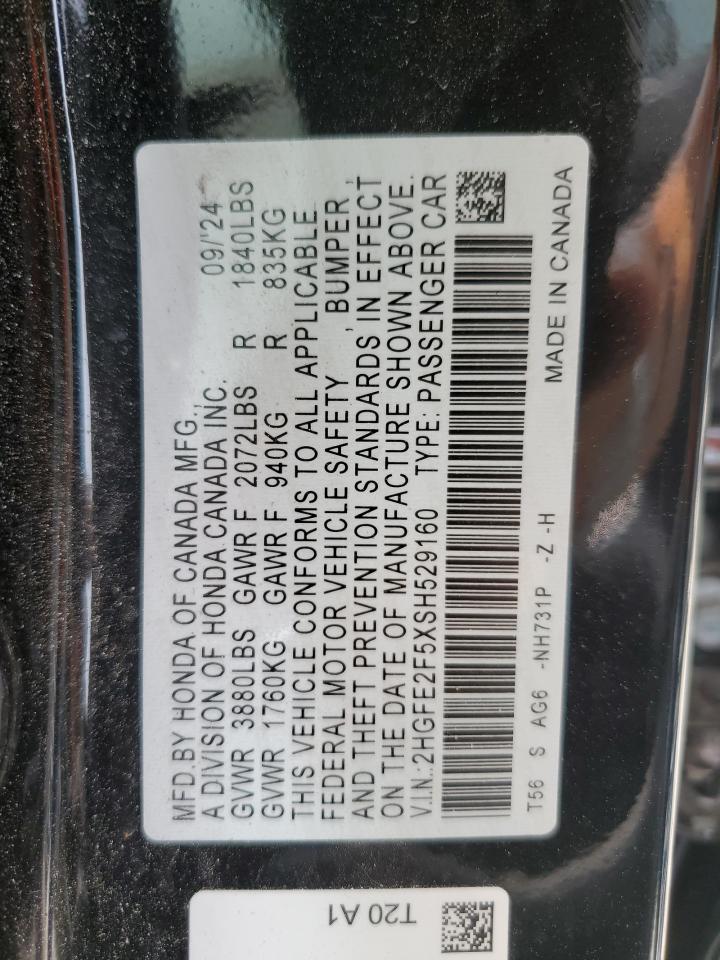 MFD.BY HONDA OF CANADA MFG., 09/'24
A DIVISION OF HONDA CANADA INC.
GVWR 3880LBS GAWR F 2072LBS R 1840LBS
GVWR 1760KG GAWR F 940KG R 835KG
THIS VEHICLE CONFORMS TO ALL APPLICABLE
FEDERAL MOTOR VEHICLE SAFETY , BUMPER ,
AND THEFT PREVENTION STANDARDS IN EFFECT
ON THE DATE OF MANUFACTURE SHOWN ABOVE.
V.I.N.:2HGFE2F5XSH529160 TYPE: PASSENGER CAR
T56 S AG6 -NH731P -Z -H MADE IN CANADA
T20 A1